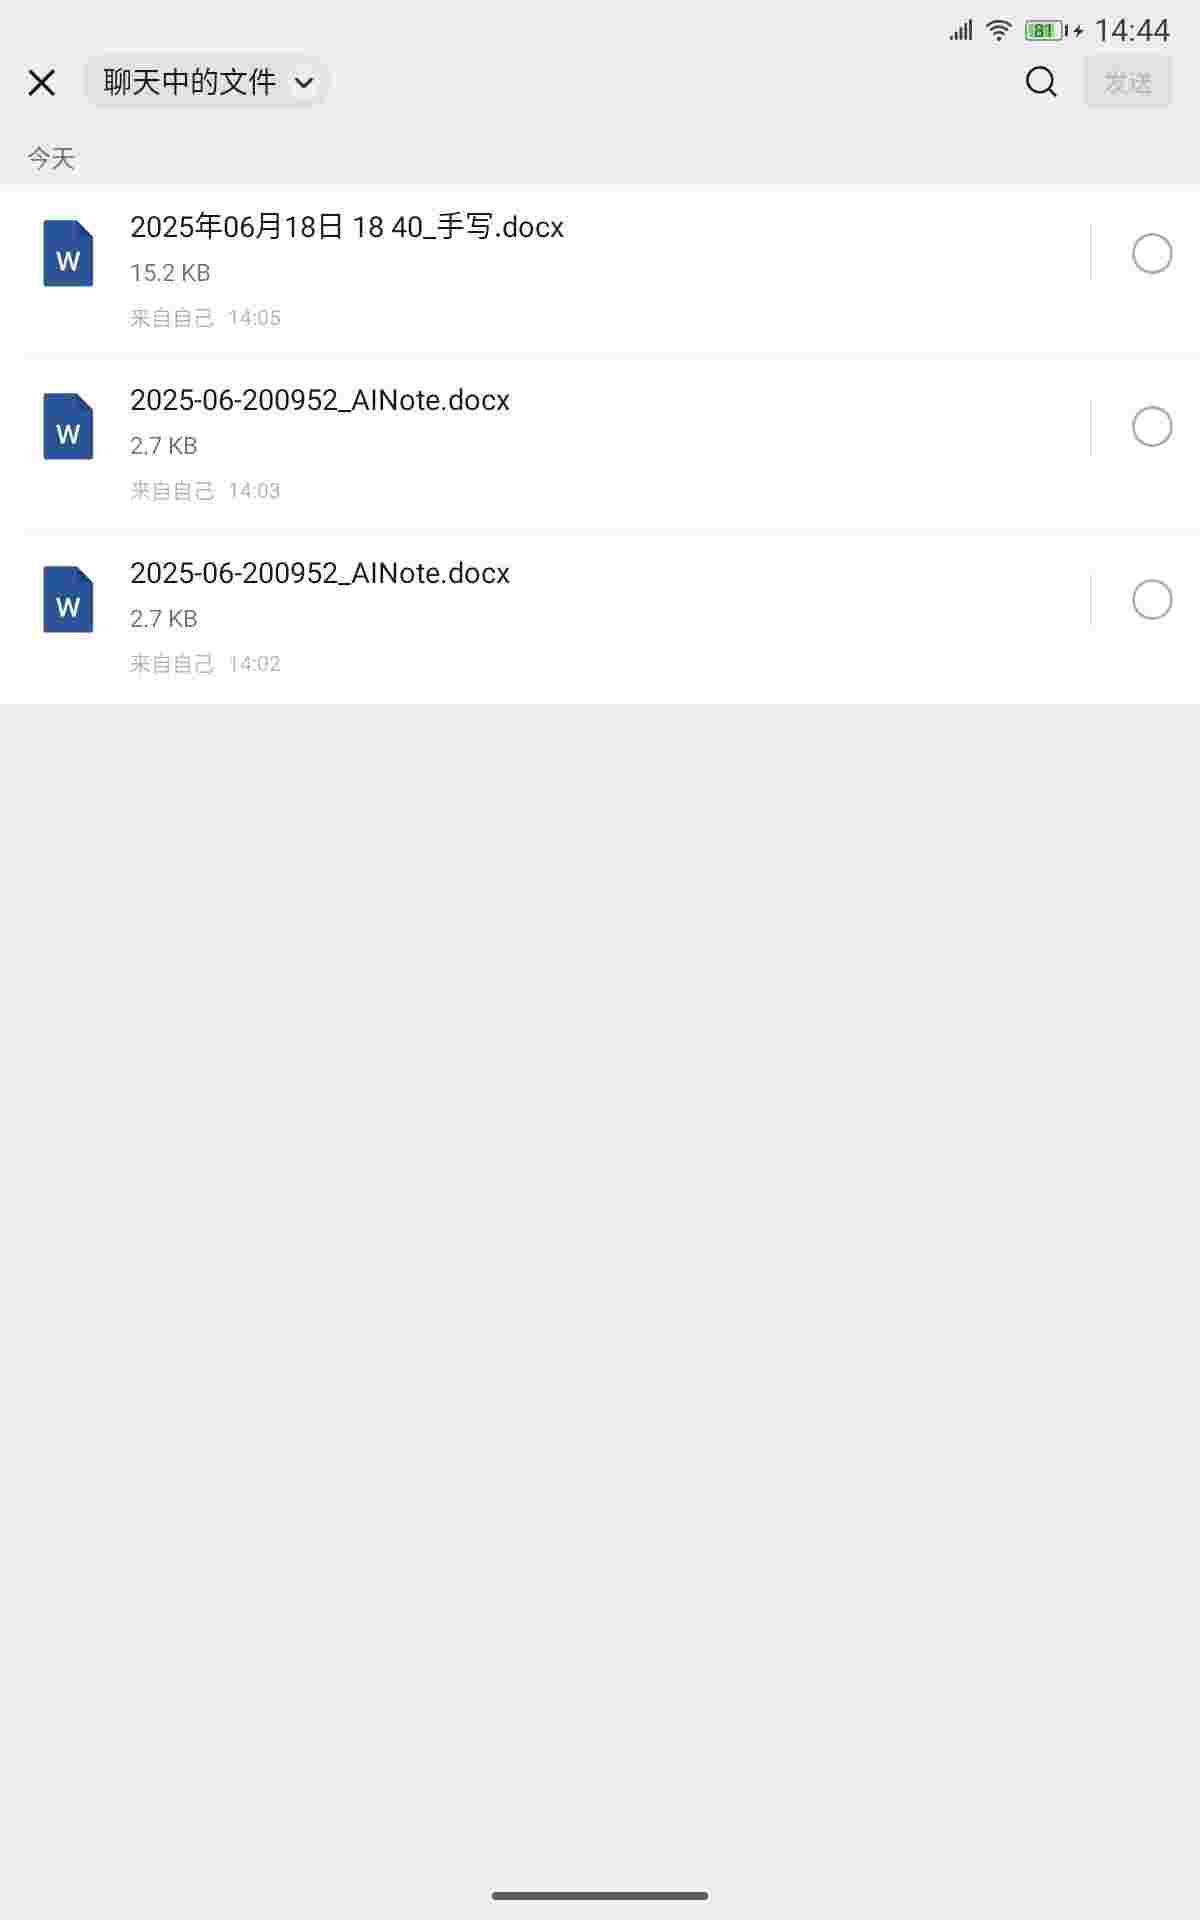 81 14:44
聊天中的文件 发送
今天
2025年06月18日 18 40_手写.docx
15.2 KB
来自自己 14:05
2025-06-200952_AINote.docx
2.7 KB
来自自己 14:03
2025-06-200952_AINote.docx
2.7 KB
来自自己 14:02
W
W
W